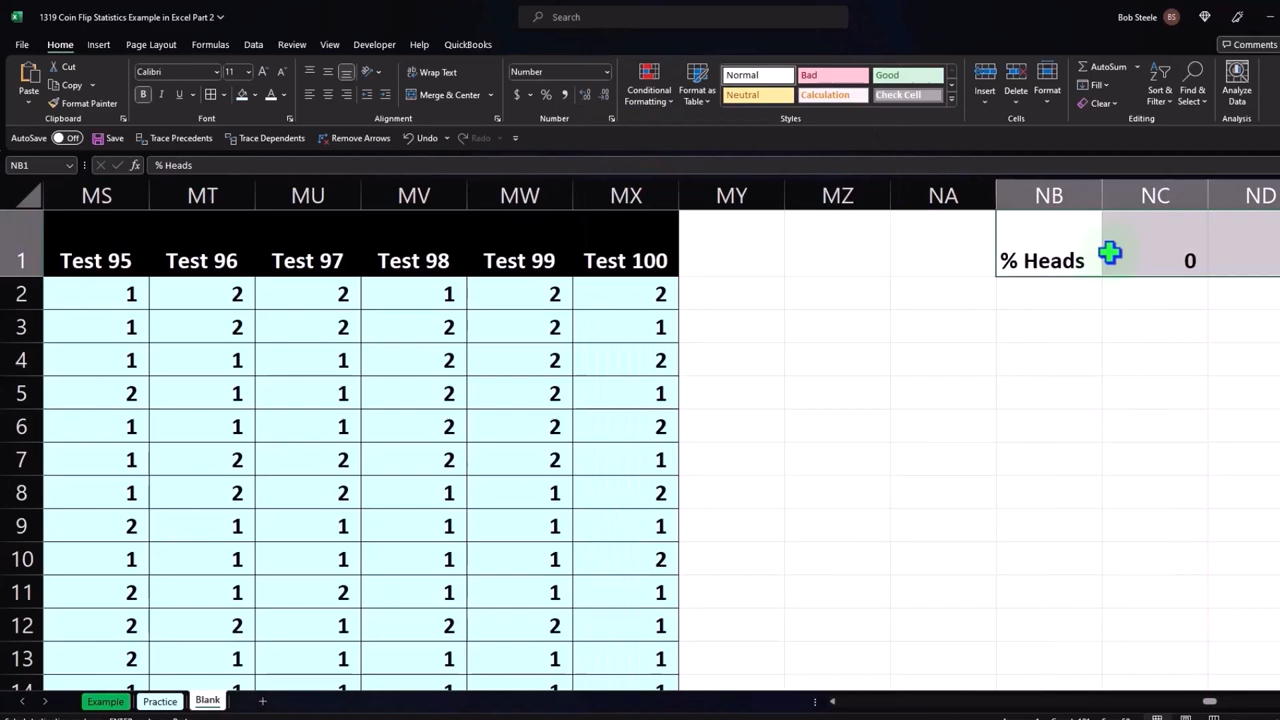 1319 Coin Flip Statistics Example in Excel Part 2
Search
Bob Steele BS
File Home Insert Page Layout Formulas Data Review View Developer Help QuickBooks Comments
Paste Cut Copy Format Painter Clipboard
Calibri 11 B I U Font
Wrap Text Merge & Center Alignment
Number $ % Number
Conditional Formatting Format as Table Normal Bad Good Neutral Calculation Check Cell Styles
Insert Delete Format Cells
AutoSum Fill Clear Sort & Filter Find & Select Editing
Analyze Data Analysis
AutoSave Off Save Trace Precedents Trace Dependents Remove Arrows Undo Redo
NB1 fx % Heads
MS MT MU MV MW MX MY MZ NA NB NC ND
1 Test 95 Test 96 Test 97 Test 98 Test 99 Test 100 % Heads 0
2 1 2 2 1 2 2
3 1 2 2 2 2 1
4 1 1 1 2 2 2
5 2 1 1 2 2 1
6 1 1 1 2 2 2
7 1 2 2 2 2 1
8 1 2 2 1 1 2
9 2 1 1 1 1 1
10 1 1 1 1 1 2
11 2 1 2 1 1 1
12 2 2 1 2 2 1
13 2 1 1 1 1 1
Example Practice Blank